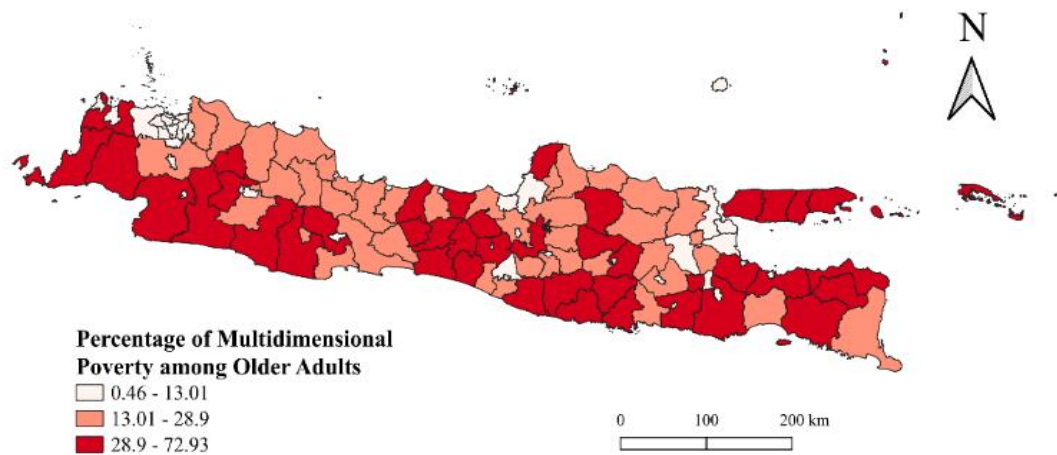 N
Percentage of Multidimensional
Poverty among Older Adults
0.46 - 13.01
13.01 - 28.9
28.9 - 72.93
0 100 200 km